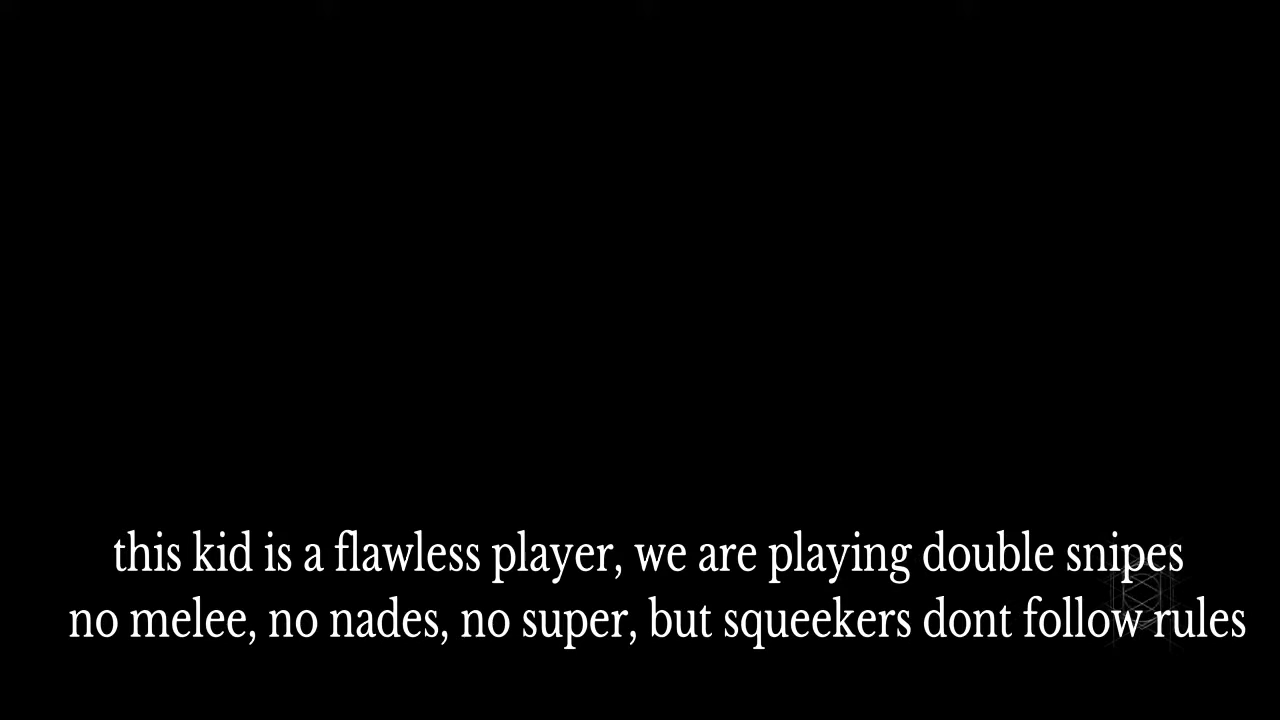 this kid is a flawless player, we are playing double snipes
no melee, no nades, no super, but squeekers dont follow rules